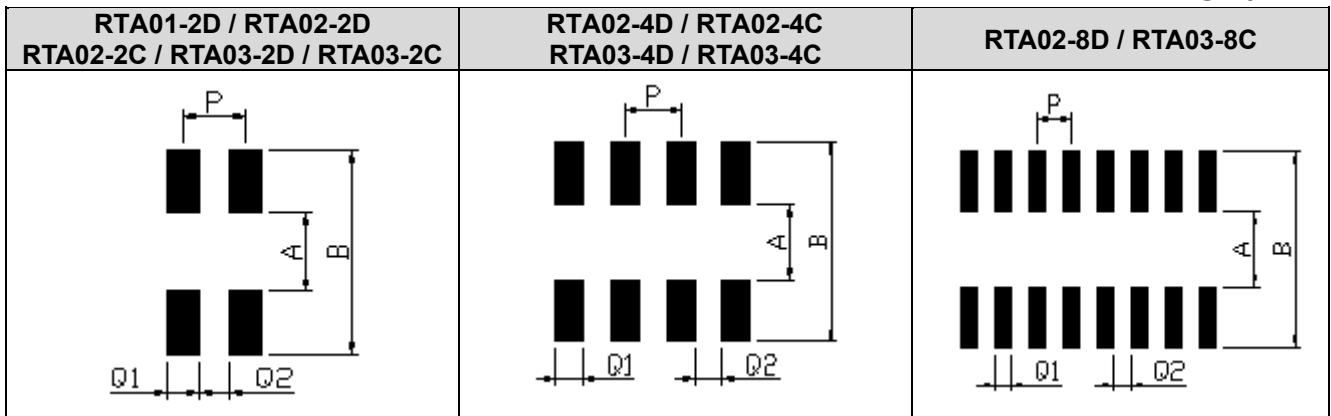 RTA01-2D / RTA02-2D
RTA02-2C / RTA03-2D / RTA03-2C
RTA02-4D / RTA02-4C
RTA03-4D / RTA03-4C
RTA02-8D / RTA03-8C
P
A
B
Q1
Q2
P
A
B
Q1
Q2
P
A
B
Q1
Q2